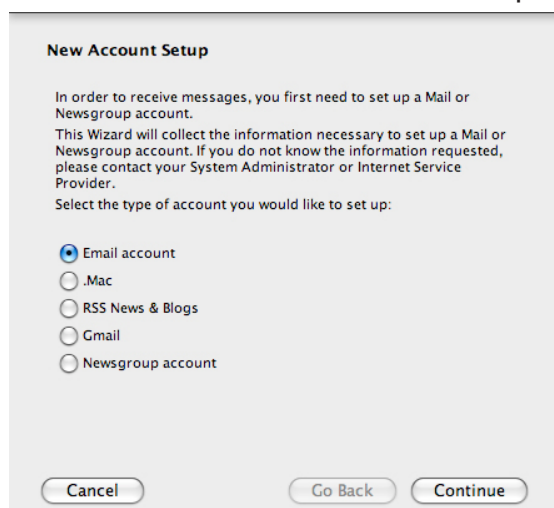 New Account Setup
In order to receive messages, you first need to set up a Mail or
Newsgroup account.
This Wizard will collect the information necessary to set up a Mail or
Newsgroup account. If you do not know the information requested,
please contact your System Administrator or Internet Service
Provider.
Select the type of account you would like to set up:
Email account
.Mac
RSS News & Blogs
Gmail
Newsgroup account
Cancel
Go Back
Continue